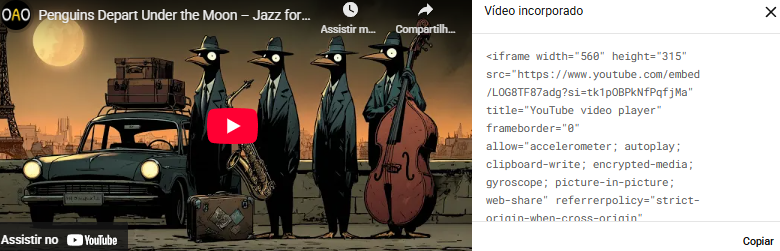 OAO
Penguins Depart Under the Moon – Jazz for...
Assistir m...
Compartilh...
Assistir no YouTube
Vídeo incorporado
<iframe width="560" height="315"
src="https://www.youtube.com/embed
/LOG8TF87adg?si=tk1pOBPkNfPqfjMa"
title="YouTube video player"
frameborder="0"
allow="accelerometer; autoplay;
clipboard-write; encrypted-media;
gyroscope; picture-in-picture;
web-share" referrerpolicy="strict-
origin-when-cross-origin"
Copiar